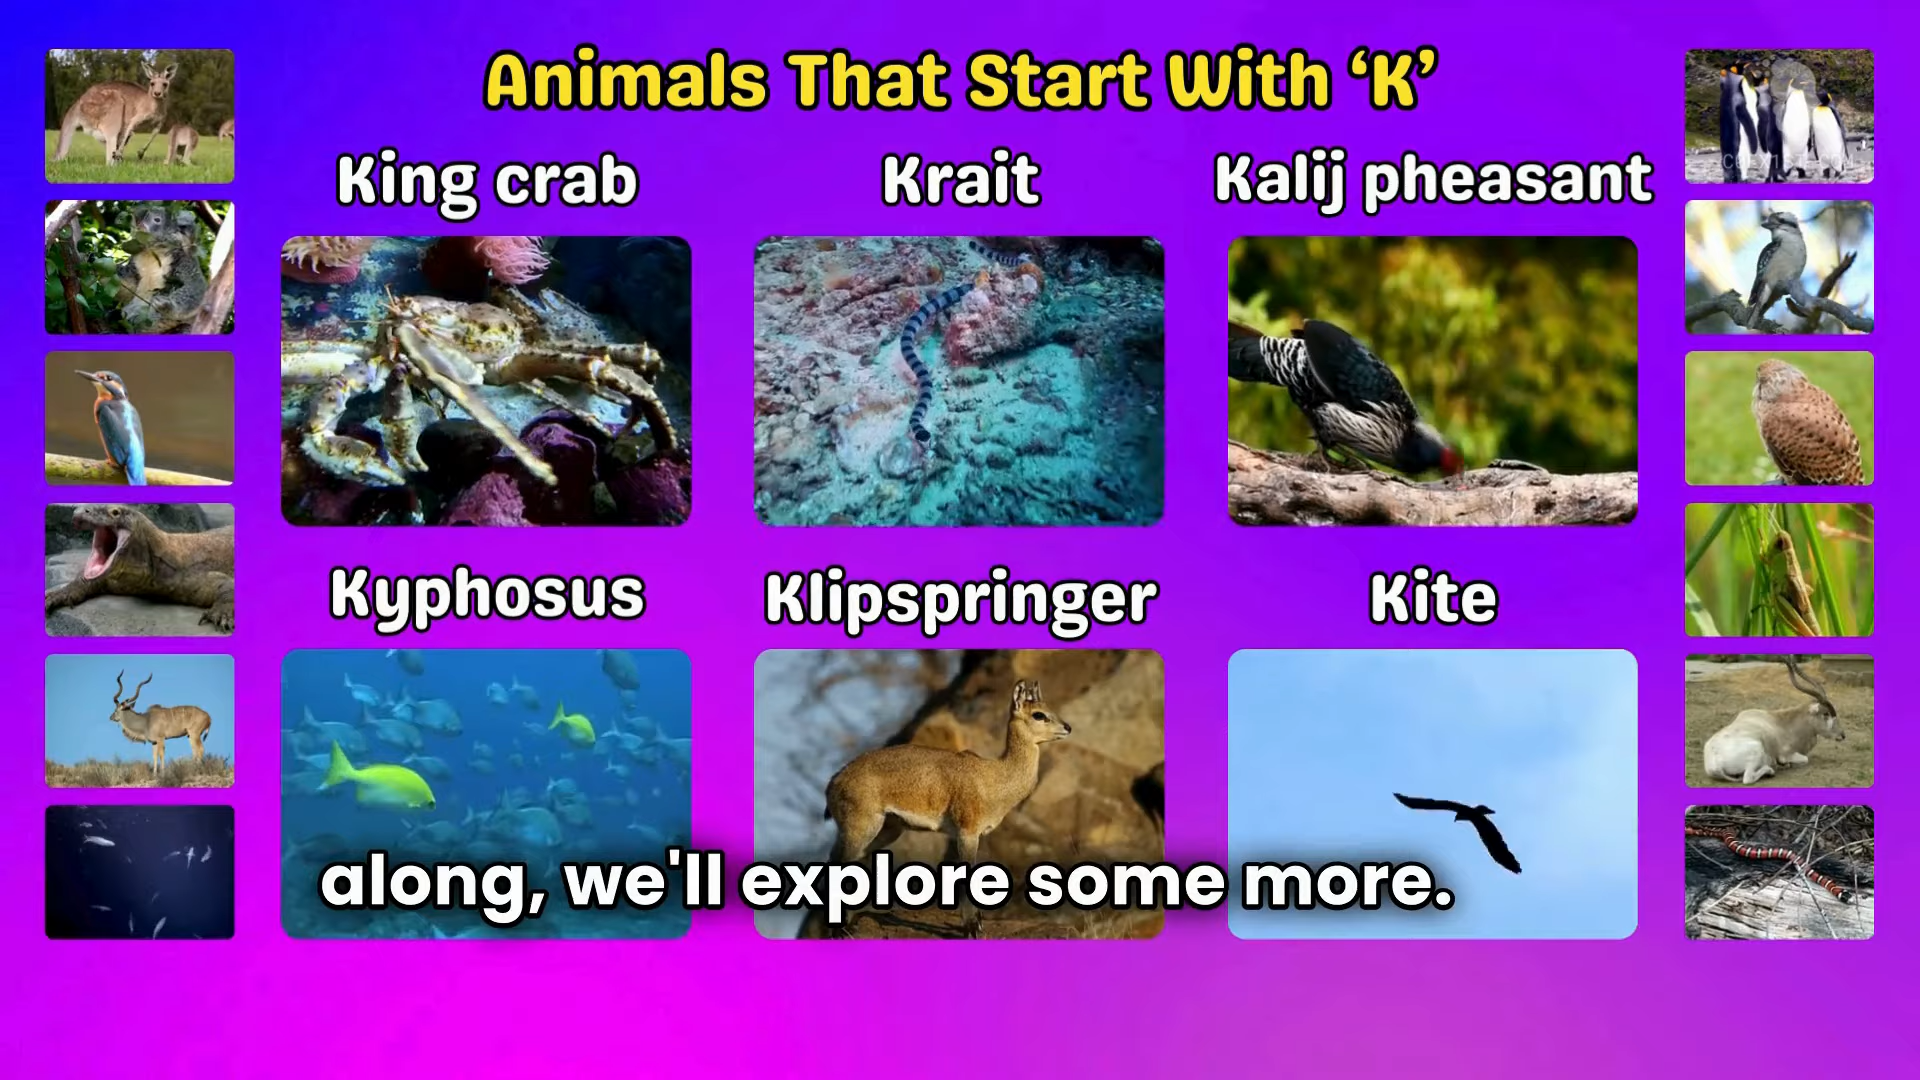 Animals That Start With ‘K’
King crab
Krait
Kalij pheasant
Kyphosus
Klipspringer
Kite
along, we'll explore some more.